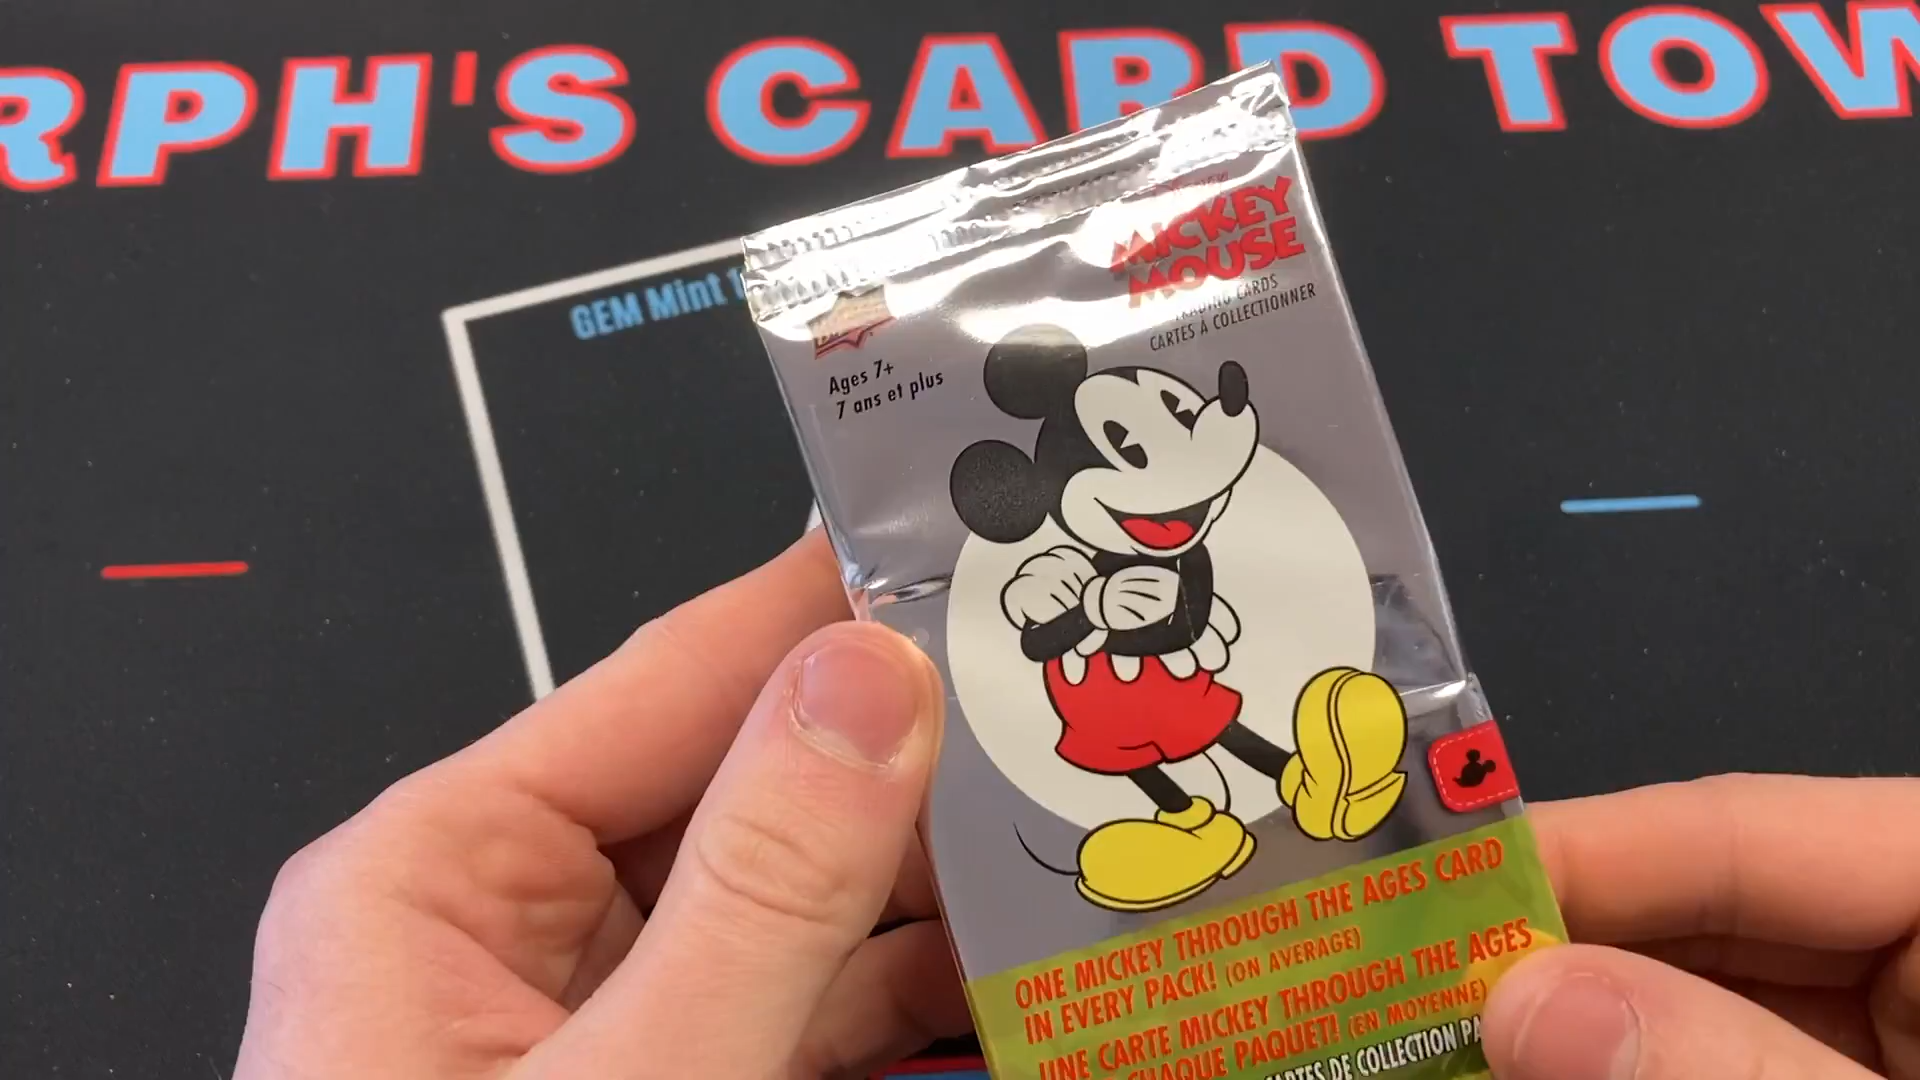 RPH'S CARD TOW
GEM Mint
DISNEY
MICKEY
MOUSE
TRADING CARDS
CARTES À COLLECTIONNER
Ages 7+
7 ans et plus
ONE MICKEY THROUGH THE AGES CARD
IN EVERY PACK! (ON AVERAGE)
UNE CARTE MICKEY THROUGH THE AGES
CHAQUE PAQUET! (EN MOYENNE)
CARTES DE COLLECTION PA